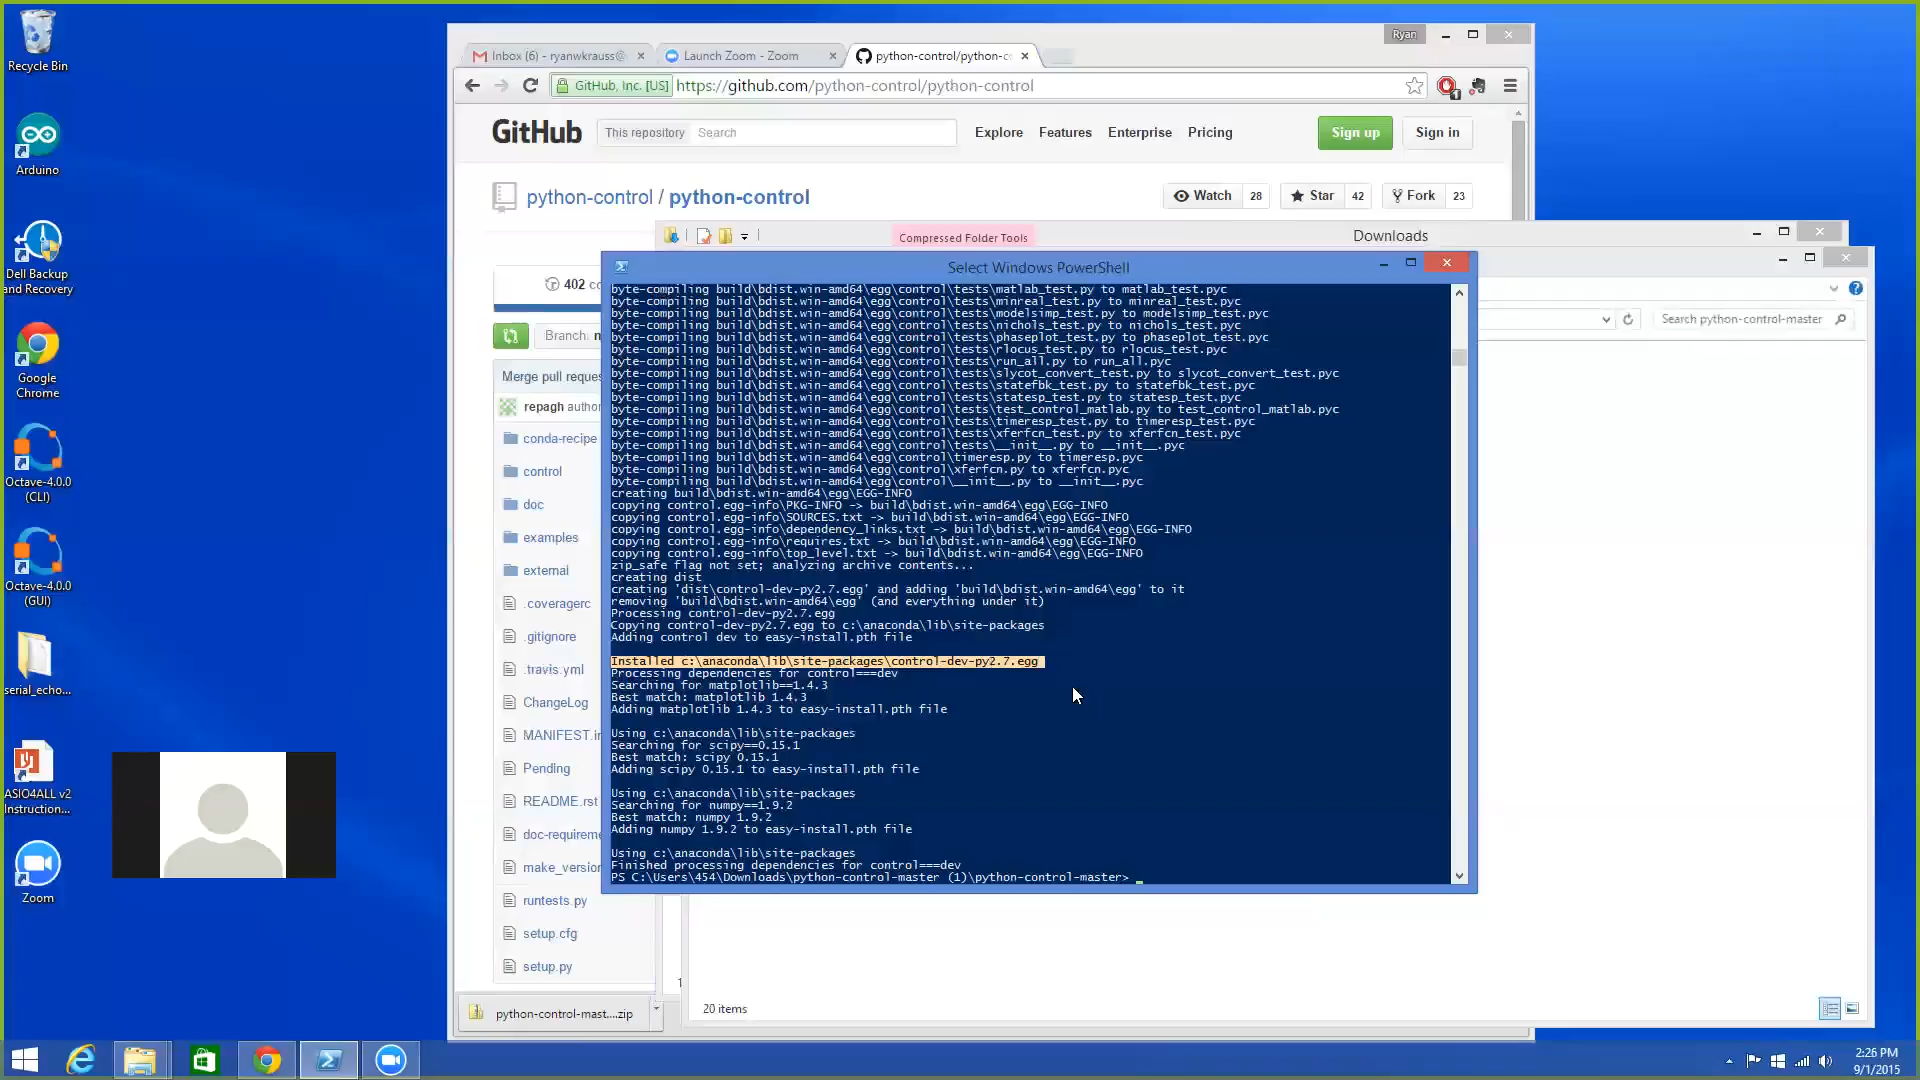 Recycle Bin
Arduino
Dell Backup
and Recovery
Google
Chrome
Octave-4.0.0
(CLI)
Octave-4.0.0
(GUI)
serial_echo...
ASIO4ALL v2
Instruction...
Zoom
Ryan
Inbox (6) - ryanwkrauss@
Launch Zoom - Zoom
python-control/python-c
GitHub, Inc. [US] https://github.com/python-control/python-control
GitHub
This repository Search
Explore Features Enterprise Pricing
Sign up Sign in
python-control / python-control
Watch 28 Star 42 Fork 23
402
Branch:
Merge pull reques
repagh author
conda-recipe
control
doc
examples
external
.coveragerc
.gitignore
.travis.yml
ChangeLog
MANIFEST.in
Pending
README.rst
doc-requireme
make_version
runtests.py
setup.cfg
setup.py
python-control-mast....zip
Compressed Folder Tools
Downloads
Search python-control-master
20 items
Select Windows PowerShell
byte-compiling build\bdist.win-amd64\egg\control\tests\matlab_test.py to matlab_test.pyc
byte-compiling build\bdist.win-amd64\egg\control\tests\minreal_test.py to minreal_test.pyc
byte-compiling build\bdist.win-amd64\egg\control\tests\modelsimp_test.py to modelsimp_test.pyc
byte-compiling build\bdist.win-amd64\egg\control\tests\nichols_test.py to nichols_test.pyc
byte-compiling build\bdist.win-amd64\egg\control\tests\phaseplot_test.py to phaseplot_test.pyc
byte-compiling build\bdist.win-amd64\egg\control\tests\rlocus_test.py to rlocus_test.pyc
byte-compiling build\bdist.win-amd64\egg\control\tests\run_all.py to run_all.pyc
byte-compiling build\bdist.win-amd64\egg\control\tests\slycot_convert_test.py to slycot_convert_test.pyc
byte-compiling build\bdist.win-amd64\egg\control\tests\statefbk_test.py to statefbk_test.pyc
byte-compiling build\bdist.win-amd64\egg\control\tests\statesp_test.py to statesp_test.pyc
byte-compiling build\bdist.win-amd64\egg\control\tests\test_control_matlab.py to test_control_matlab.pyc
byte-compiling build\bdist.win-amd64\egg\control\tests\timeresp_test.py to timeresp_test.pyc
byte-compiling build\bdist.win-amd64\egg\control\tests\xferfcn_test.py to xferfcn_test.pyc
byte-compiling build\bdist.win-amd64\egg\control\tests\__init__.py to __init__.pyc
byte-compiling build\bdist.win-amd64\egg\control\timeresp.py to timeresp.pyc
byte-compiling build\bdist.win-amd64\egg\control\xferfcn.py to xferfcn.pyc
byte-compiling build\bdist.win-amd64\egg\control\__init__.py to __init__.pyc
creating build\bdist.win-amd64\egg\EGG-INFO
copying control.egg-info\PKG-INFO -> build\bdist.win-amd64\egg\EGG-INFO
copying control.egg-info\SOURCES.txt -> build\bdist.win-amd64\egg\EGG-INFO
copying control.egg-info\dependency_links.txt -> build\bdist.win-amd64\egg\EGG-INFO
copying control.egg-info\requires.txt -> build\bdist.win-amd64\egg\EGG-INFO
copying control.egg-info\top_level.txt -> build\bdist.win-amd64\egg\EGG-INFO
zip_safe flag not set; analyzing archive contents...
creating dist
creating 'dist\control-dev-py2.7.egg' and adding 'build\bdist.win-amd64\egg' to it
removing 'build\bdist.win-amd64\egg' (and everything under it)
Processing control-dev-py2.7.egg
Copying control-dev-py2.7.egg to c:\anaconda\lib\site-packages
Adding control dev to easy-install.pth file
Installed c:\anaconda\lib\site-packages\control-dev-py2.7.egg
Processing dependencies for control===dev
Searching for matplotlib==1.4.3
Best match: matplotlib 1.4.3
Adding matplotlib 1.4.3 to easy-install.pth file
Using c:\anaconda\lib\site-packages
Searching for scipy==0.15.1
Best match: scipy 0.15.1
Adding scipy 0.15.1 to easy-install.pth file
Using c:\anaconda\lib\site-packages
Searching for numpy==1.9.2
Best match: numpy 1.9.2
Adding numpy 1.9.2 to easy-install.pth file
Using c:\anaconda\lib\site-packages
Finished processing dependencies for control===dev
PS C:\Users\454\Downloads\python-control-master (1)\python-control-master>
2:26 PM
9/1/2015